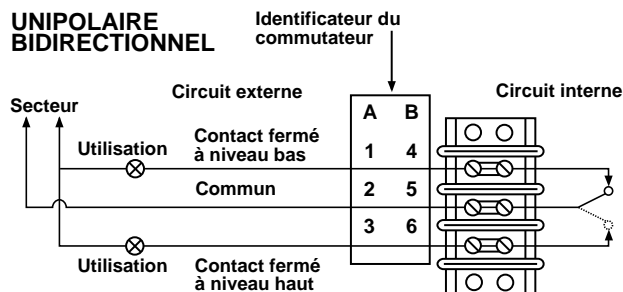 UNIPOLAIRE
BIDIRECTIONNEL
Identificateur du
commutateur
Circuit externe
Circuit interne
Secteur
A B
Utilisation
Contact fermé
à niveau bas
1 4
Commun
2 5
3 6
Utilisation
Contact fermé
à niveau haut